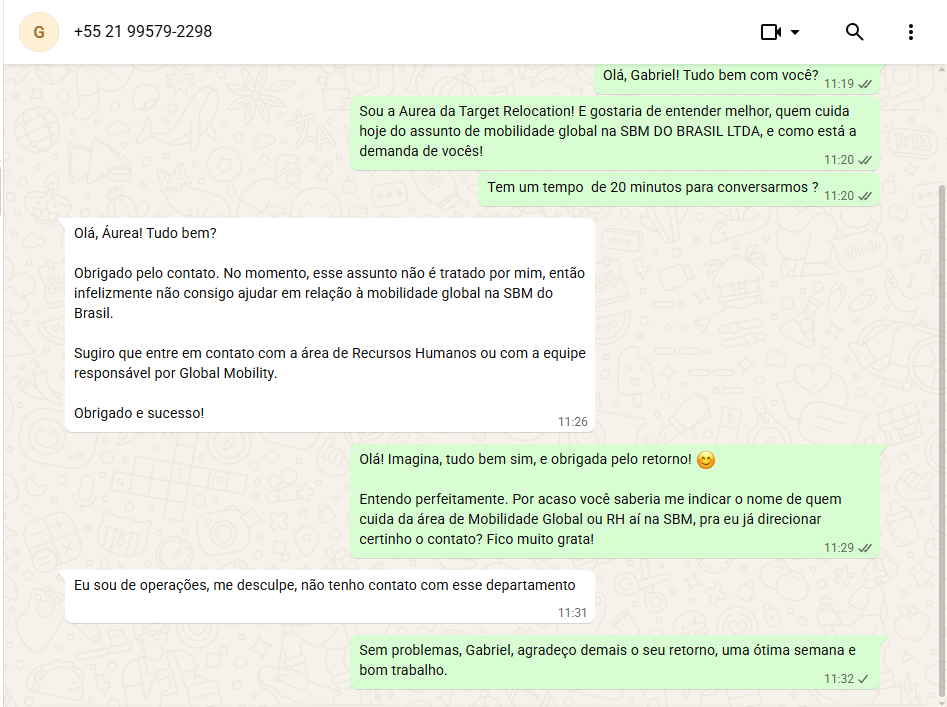 G
+55 21 99579-2298
Olá, Gabriel! Tudo bem com você?
11:19
Sou a Aurea da Target Relocation! E gostaria de entender melhor, quem cuida
hoje do assunto de mobilidade global na SBM DO BRASIL LTDA, e como está a
demanda de vocês!
11:20
Tem um tempo  de 20 minutos para conversarmos ?
11:20
Olá, Áurea! Tudo bem?
Obrigado pelo contato. No momento, esse assunto não é tratado por mim, então
infelizmente não consigo ajudar em relação à mobilidade global na SBM do
Brasil.
Sugiro que entre em contato com a área de Recursos Humanos ou com a equipe
responsável por Global Mobility.
Obrigado e sucesso!
11:26
Olá! Imagina, tudo bem sim, e obrigada pelo retorno! 😊
Entendo perfeitamente. Por acaso você saberia me indicar o nome de quem
cuida da área de Mobilidade Global ou RH aí na SBM, pra eu já direcionar
certinho o contato? Fico muito grata!
11:29
Eu sou de operações, me desculpe, não tenho contato com esse departamento
11:31
Sem problemas, Gabriel, agradeço demais o seu retorno, uma ótima semana e
bom trabalho.
11:32